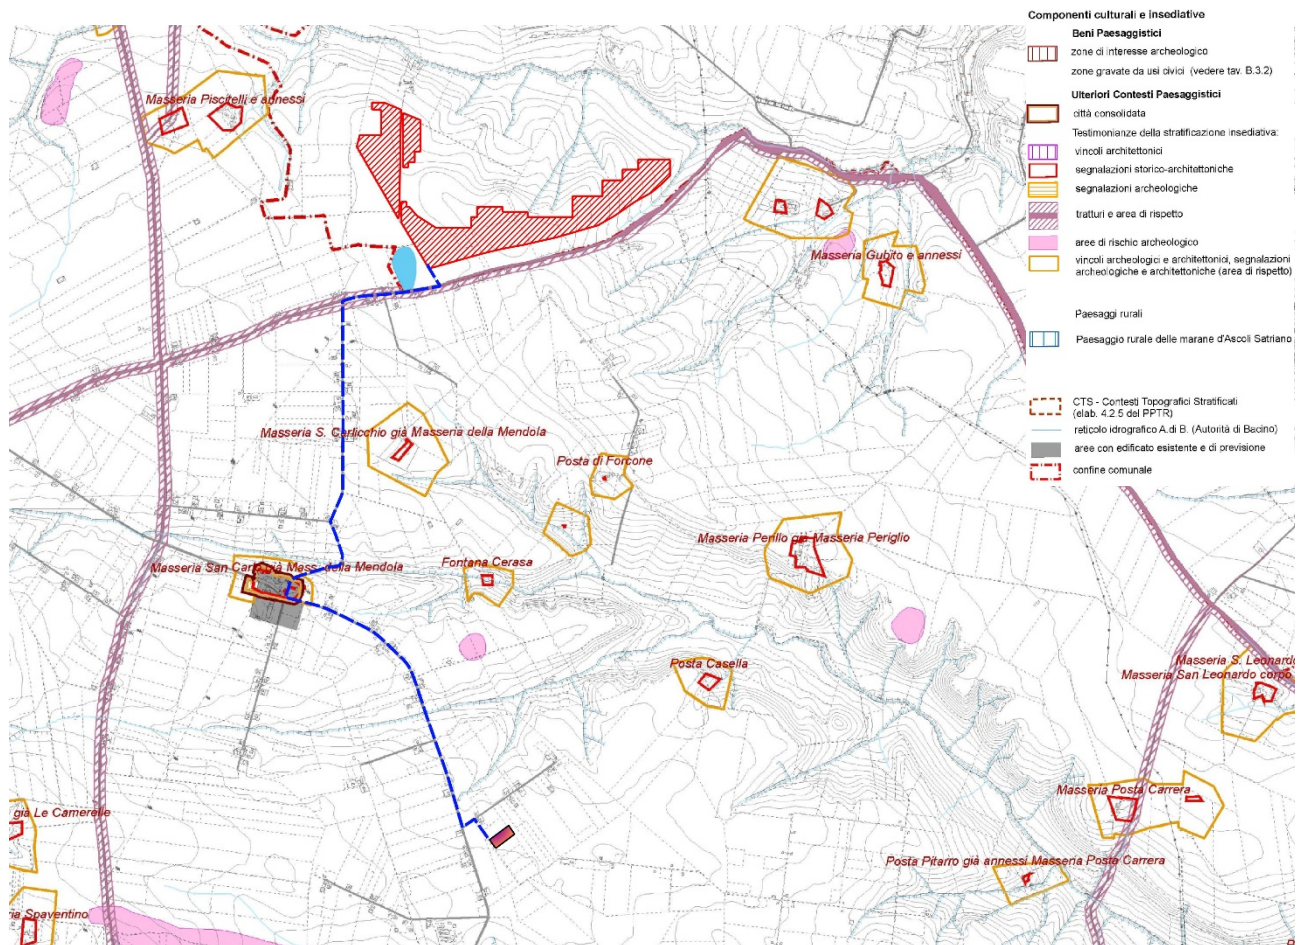 Componenti culturali e insediative
Beni Paesaggistici
zone di interesse archeologico
zone gravate da usi civici (vedere tav. B.3.2)
Ulteriori Contesti Paesaggistici
città consolidata
Testimonianze della stratificazione insediativa:
vincoli architettonici
segnalazioni storico-architettoniche
segnalazioni archeologiche
tratturi e area di rispetto
aree di rischio archeologico
vincoli archeologici e architettonici, segnalazioni
archeologiche e architettoniche (area di rispetto)
Paesaggi rurali
Paesaggio rurale delle marane d'Ascoli Satriano
CTS - Contesti Topografici Stratificati
(elab. 4.2.5 del PPTR)
reticolo idrografico A.di B. (Autorità di Bacino)
aree con edificato esistente e di previsione
confine comunale
Masseria Piscitelli e annessi
Masseria Gubito e annessi
Masseria S. Carlicchio già Masseria della Mendola
Posta di Forcone
Masseria Perillo già Masseria Periglio
Masseria San Carlo già Mass. della Mendola
Fontana Cerasa
Posta Casella
Masseria S. Leonardo
Masseria San Leonardo corpo
Masseria Posta Carrera
già Le Camerelle
Posta Pitarro già annessi Masseria Posta Carrera
ria Spaventino